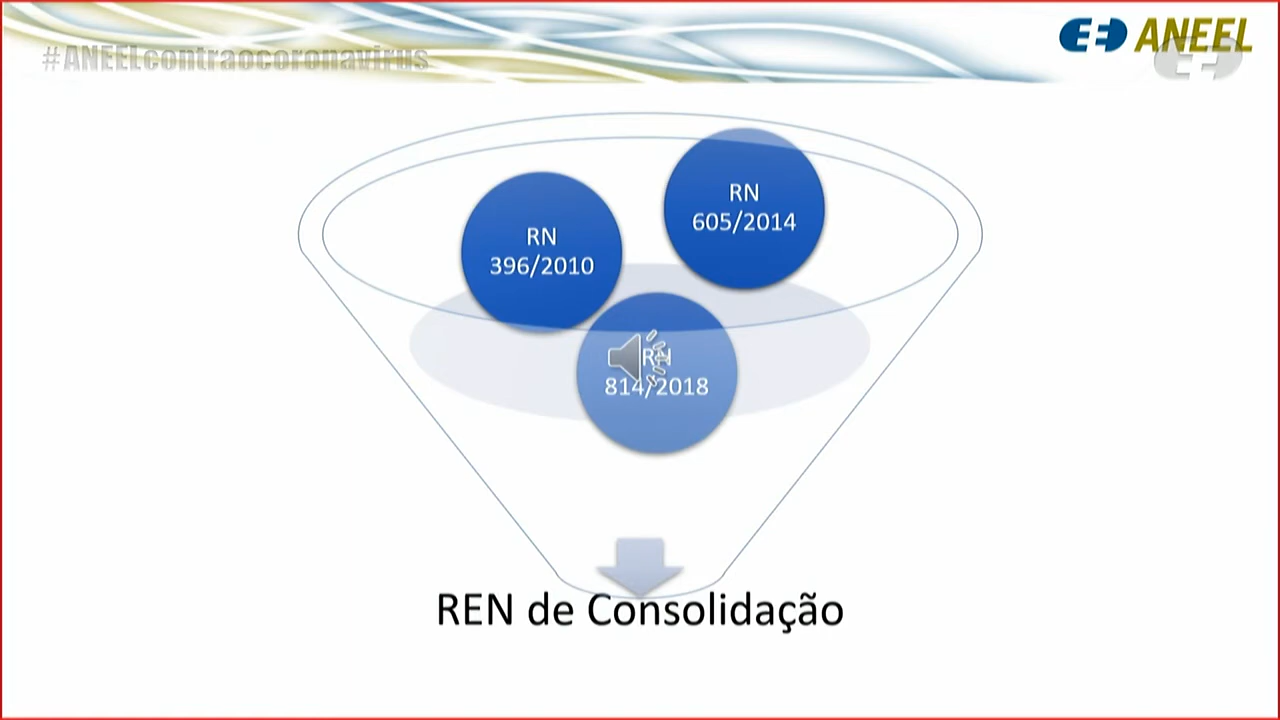 #ANEELcontraocoronavirus
ANEEL
RN
605/2014
RN
396/2010
RN
814/2018
REN de Consolidação